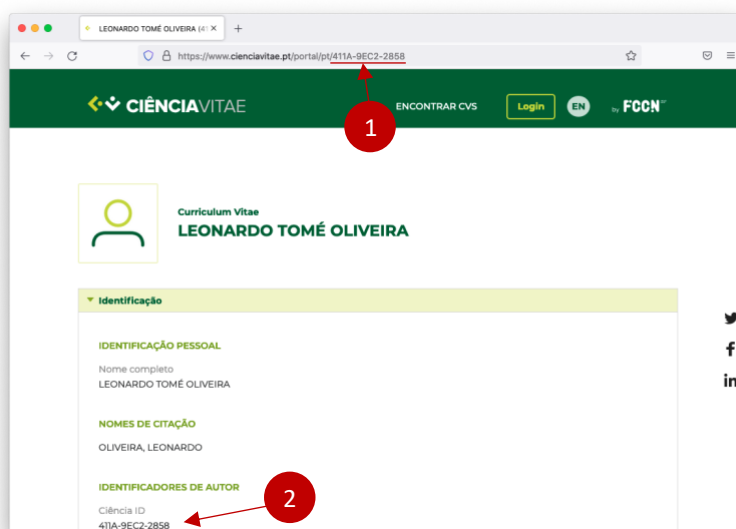 LEONARDO TOMÉ OLIVEIRA (41
https://www.cienciavitae.pt/portal/pt/411A-9EC2-2858
CIÊNCIAVITAE
ENCONTRAR CVS
Login
EN
by FCCN
1
Curriculum Vitae
LEONARDO TOMÉ OLIVEIRA
Identificação
IDENTIFICAÇÃO PESSOAL
Nome completo
LEONARDO TOMÉ OLIVEIRA
NOMES DE CITAÇÃO
OLIVEIRA, LEONARDO
IDENTIFICADORES DE AUTOR
2
Ciência ID
411A-9EC2-2858